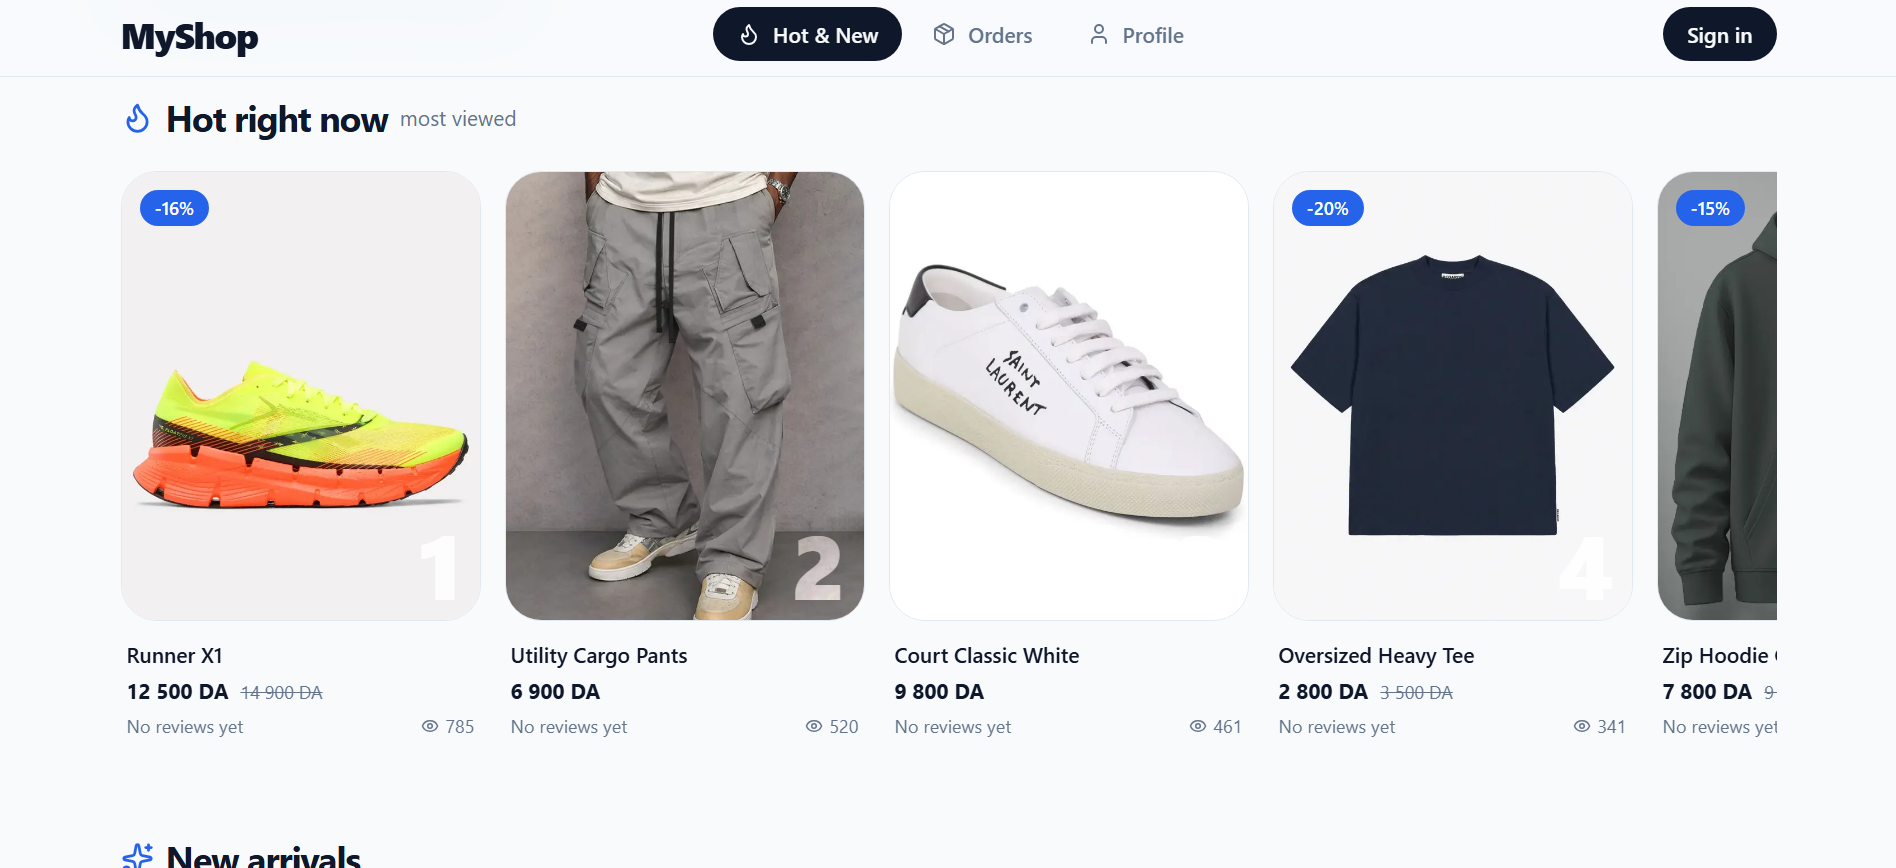 MyShop
Hot & New
Orders
Profile
Sign in
Hot right now most viewed
-16%
-20%
-15%
SAINT
LAURENT
1
2
4
Runner X1
12 500 DA 14 900 DA
No reviews yet 785
Utility Cargo Pants
6 900 DA
No reviews yet 520
Court Classic White
9 800 DA
No reviews yet 461
Oversized Heavy Tee
2 800 DA 3 500 DA
No reviews yet 341
Zip Hoodie
7 800 DA 9
No reviews yet
New arrivals